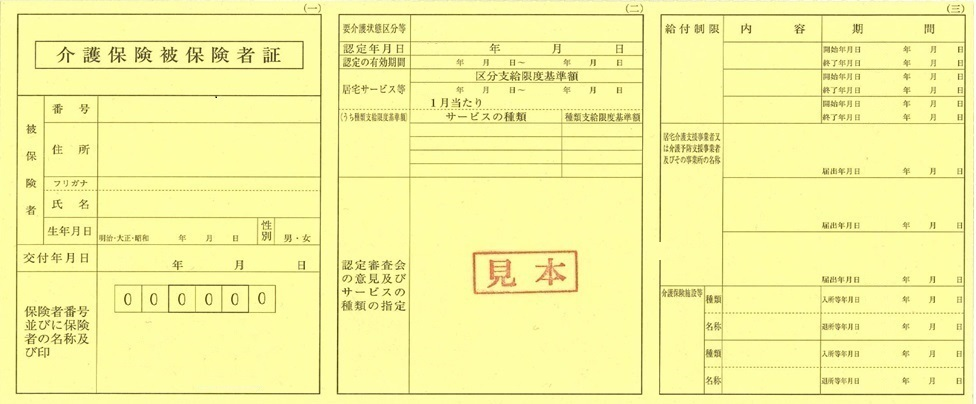 (一)
介護保険被保険者証
被保険者
番号
住所
フリガナ
氏名
生年月日
明治・大正・昭和 年 月 日
性別
男・女
交付年月日
年 月 日
保険者番号
並びに保険
者の名称及
び印
0 0 0 0 0 0
(二)
要介護状態区分等
認定年月日
年 月 日
認定の有効期間
年 月 日~ 年 月 日
居宅サービス等
区分支給限度基準額
年 月 日~ 年 月 日
1月当たり
(うち種類支給限度基準額)
サービスの種類
種類支給限度基準額
認定審査会
の意見及び
サービスの
種類の指定
見本
(三)
給付制限
内容
期間
開始年月日 年 月 日
終了年月日 年 月 日
開始年月日 年 月 日
終了年月日 年 月 日
開始年月日 年 月 日
終了年月日 年 月 日
居宅介護支援事業者又
は介護予防支援事業者
及びその事業所の名称
届出年月日 年 月 日
届出年月日 年 月 日
届出年月日 年 月 日
介護保険施設等
種類
入所等年月日 年 月 日
名称
退所等年月日 年 月 日
種類
入所等年月日 年 月 日
名称
退所等年月日 年 月 日